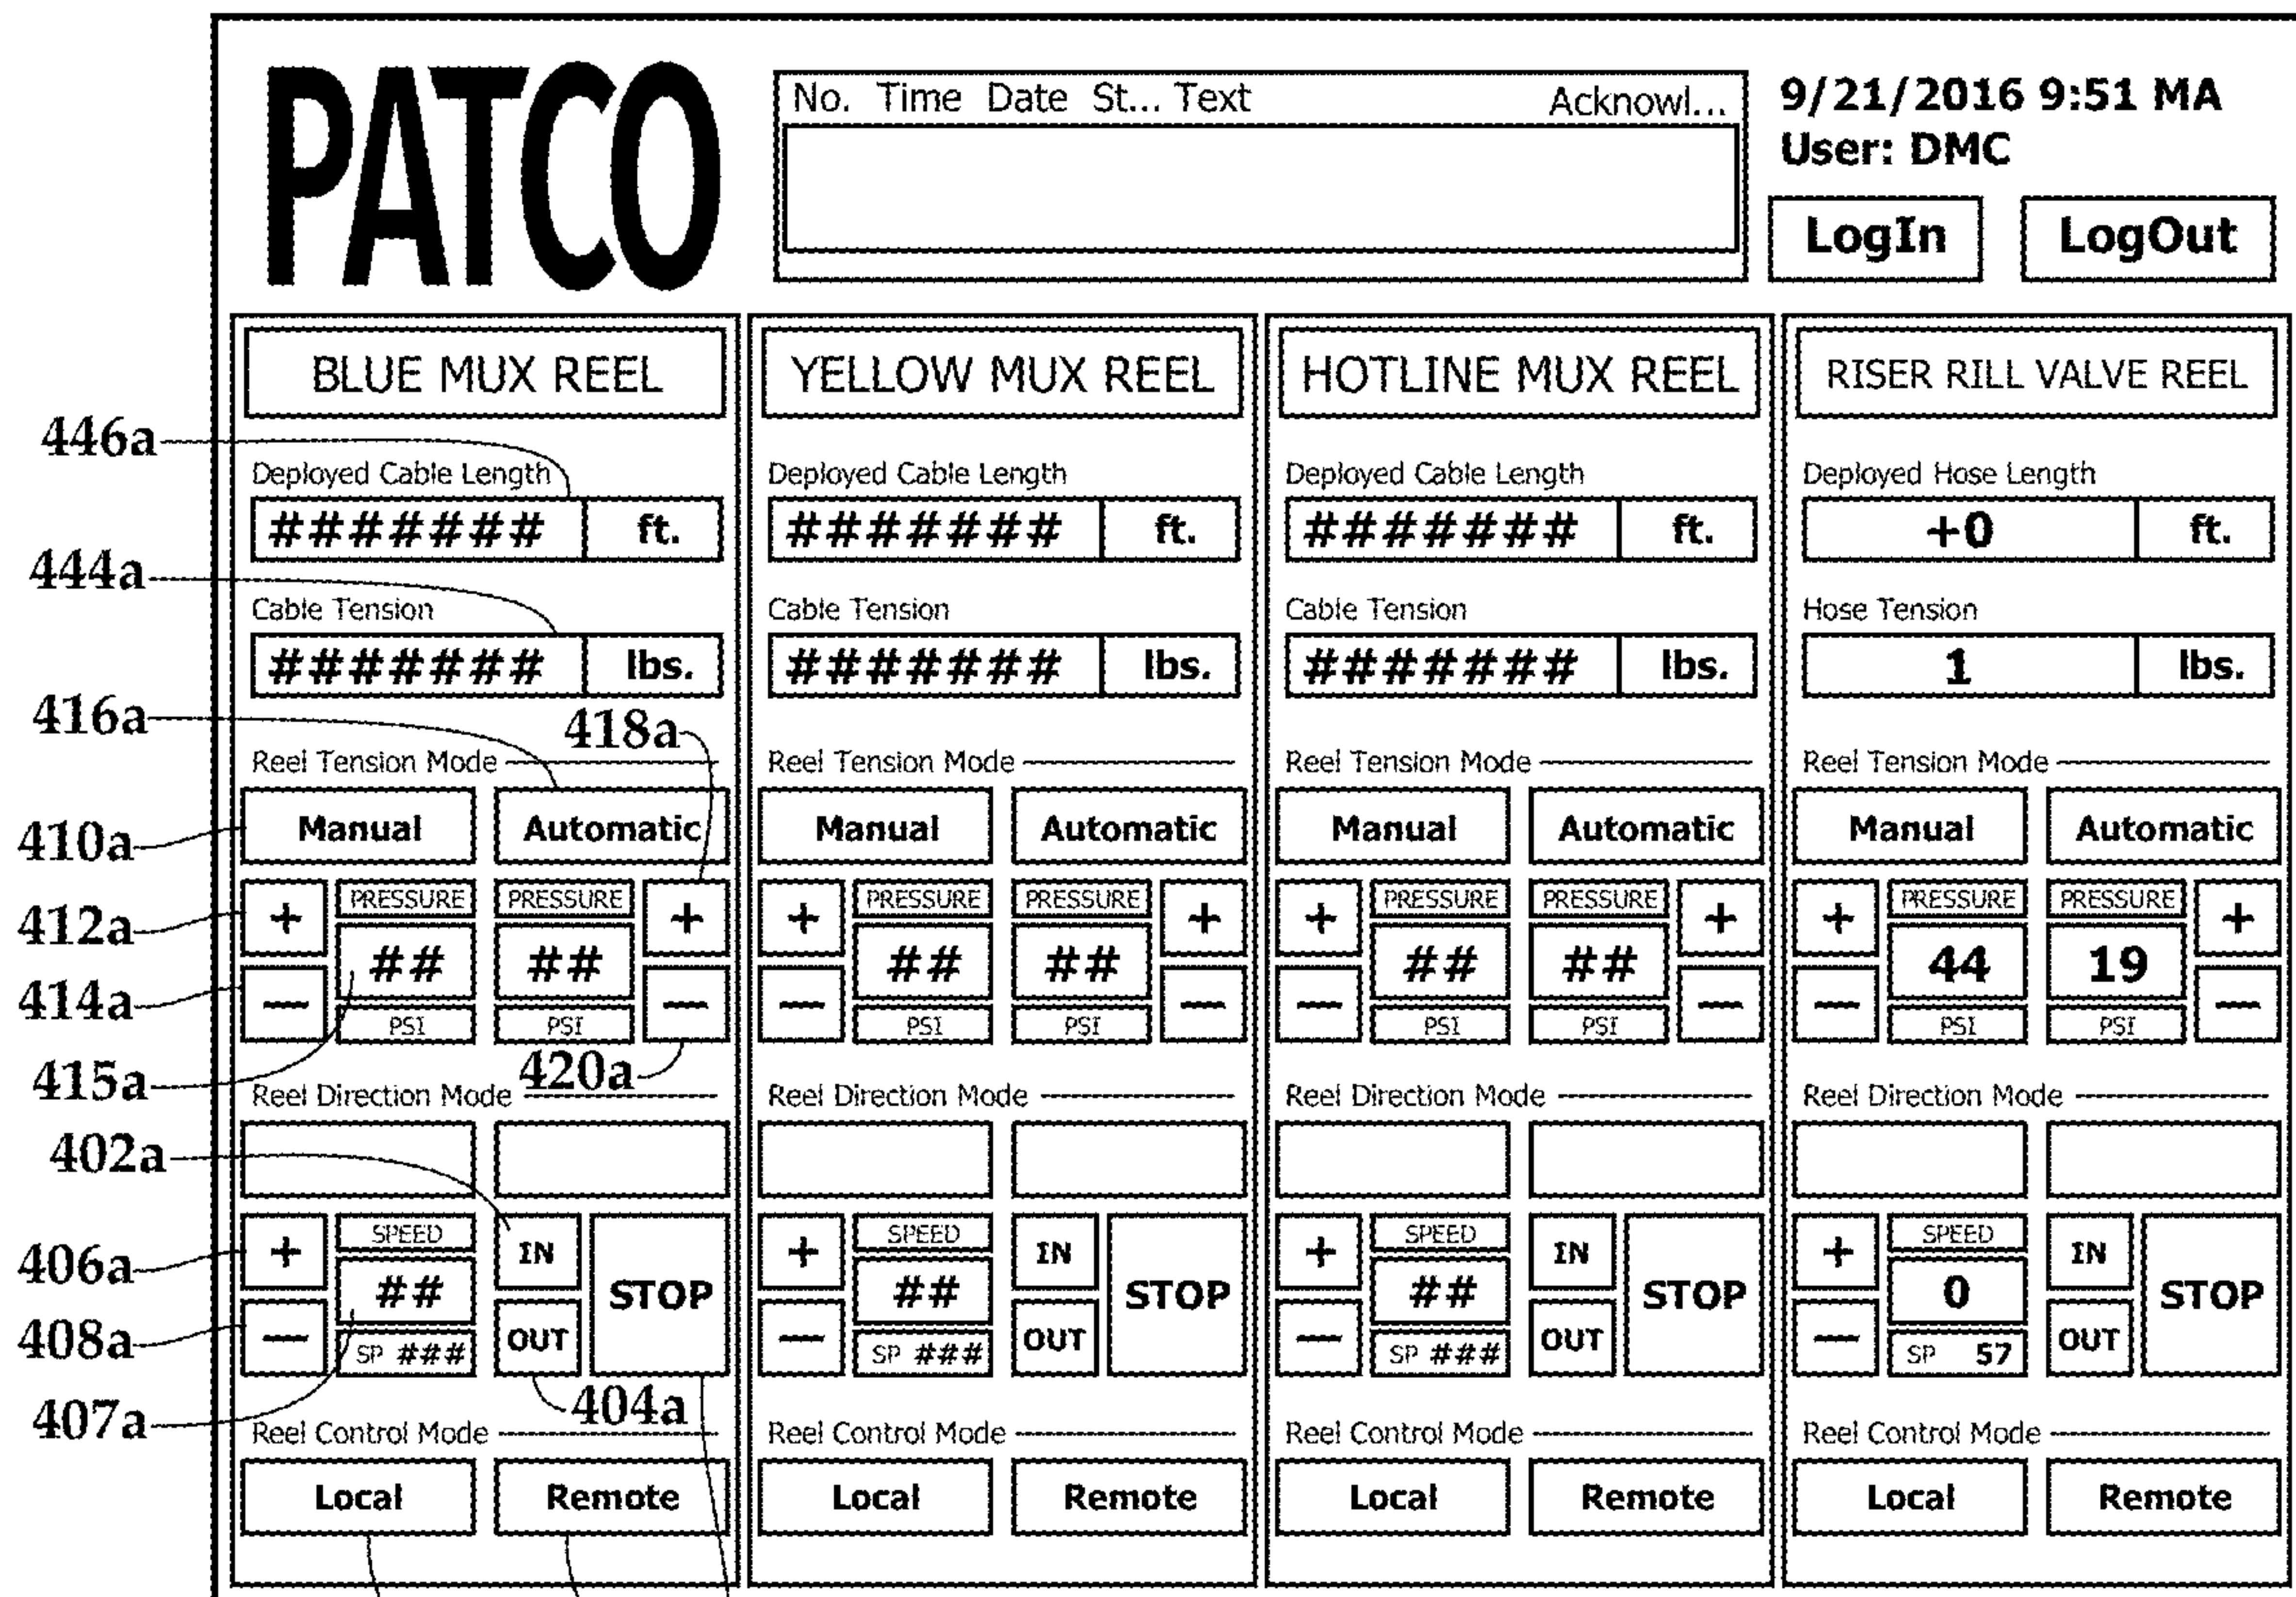 PATCO
No. Time Date St... Text Acknowl...
9/21/2016 9:51 MA
User: DMC
LogIn LogOut
BLUE MUX REEL YELLOW MUX REEL HOTLINE MUX REEL RISER RILL VALVE REEL
446a
Deployed Cable Length Deployed Cable Length Deployed Cable Length Deployed Hose Length
####### ft. ####### ft. ####### ft. +0 ft.
444a
Cable Tension Cable Tension Cable Tension Hose Tension
####### lbs. ####### lbs. ####### lbs. 1 lbs.
416a 418a
Reel Tension Mode Reel Tension Mode Reel Tension Mode Reel Tension Mode
410a Manual Automatic Manual Automatic Manual Automatic Manual Automatic
412a + PRESSURE PRESSURE + + PRESSURE PRESSURE + + PRESSURE PRESSURE + + PRESSURE PRESSURE +
## ## ## ## ## ## 44 19
414a — PSI PSI — — PSI PSI — — PSI PSI — — PSI PSI —
415a 420a
Reel Direction Mode Reel Direction Mode Reel Direction Mode Reel Direction Mode
402a
406a + SPEED IN + SPEED IN + SPEED IN + SPEED IN
## STOP ## STOP ## STOP 0 STOP
408a — SP ### OUT — SP ### OUT — SP ### OUT — SP 57 OUT
407a 404a
Reel Control Mode Reel Control Mode Reel Control Mode Reel Control Mode
Local Remote Local Remote Local Remote Local Remote